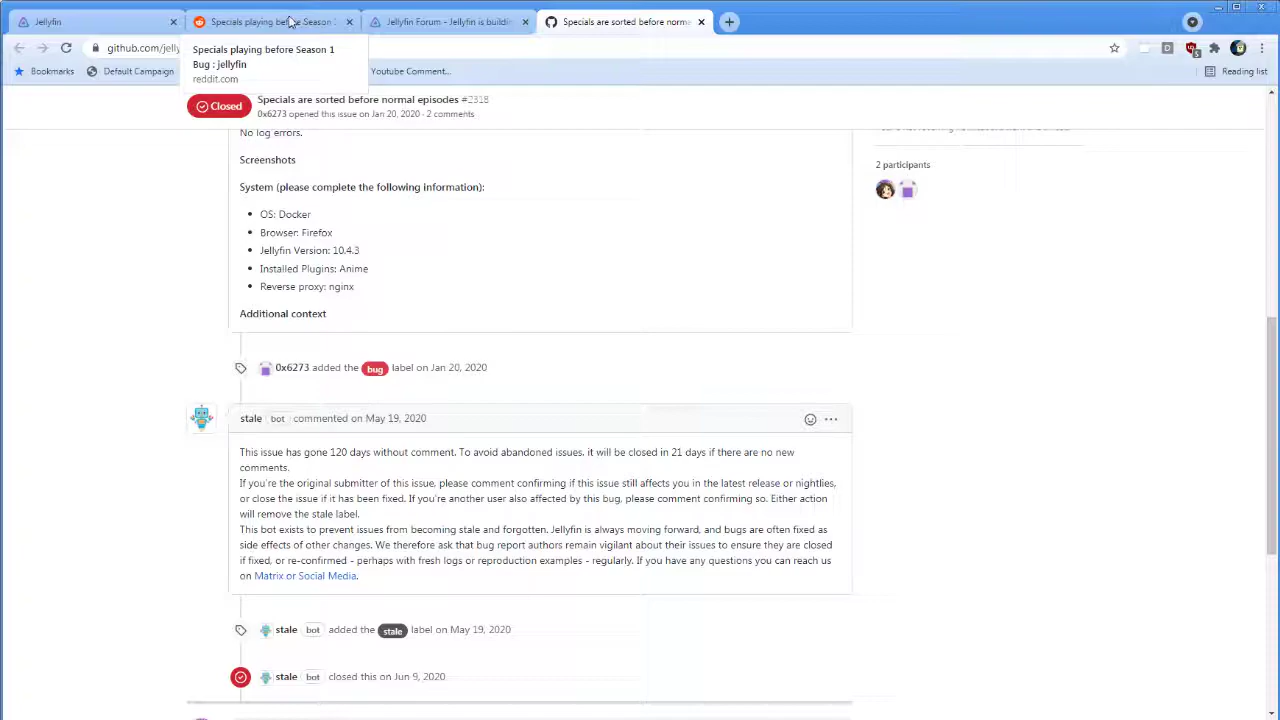 Jellyfin
Specials playing before Season
Jellyfin Forum - Jellyfin is buildin
Specials are sorted before norm
github.com/jelly
Specials playing before Season 1
Bug : jellyfin
reddit.com
Bookmarks
Default Campaign
Youtube Comment...
Reading list
Closed
Specials are sorted before normal episodes #2318
0x6273 opened this issue on Jan 20, 2020 · 2 comments
No log errors.
2 participants
Screenshots
System (please complete the following information):
• OS: Docker
• Browser: Firefox
• Jellyfin Version: 10.4.3
• Installed Plugins: Anime
• Reverse proxy: nginx
Additional context
0x6273 added the bug label on Jan 20, 2020
stale bot commented on May 19, 2020
This issue has gone 120 days without comment. To avoid abandoned issues, it will be closed in 21 days if there are no new
comments.
If you're the original submitter of this issue, please comment confirming if this issue still affects you in the latest release or nightlies,
or close the issue if it has been fixed. If you're another user also affected by this bug, please comment confirming so. Either action
will remove the stale label.
This bot exists to prevent issues from becoming stale and forgotten. Jellyfin is always moving forward, and bugs are often fixed as
side effects of other changes. We therefore ask that bug report authors remain vigilant about their issues to ensure they are closed
if fixed, or re-confirmed - perhaps with fresh logs or reproduction examples - regularly. If you have any questions you can reach us
on Matrix or Social Media.
stale bot added the stale label on May 19, 2020
stale bot closed this on Jun 9, 2020